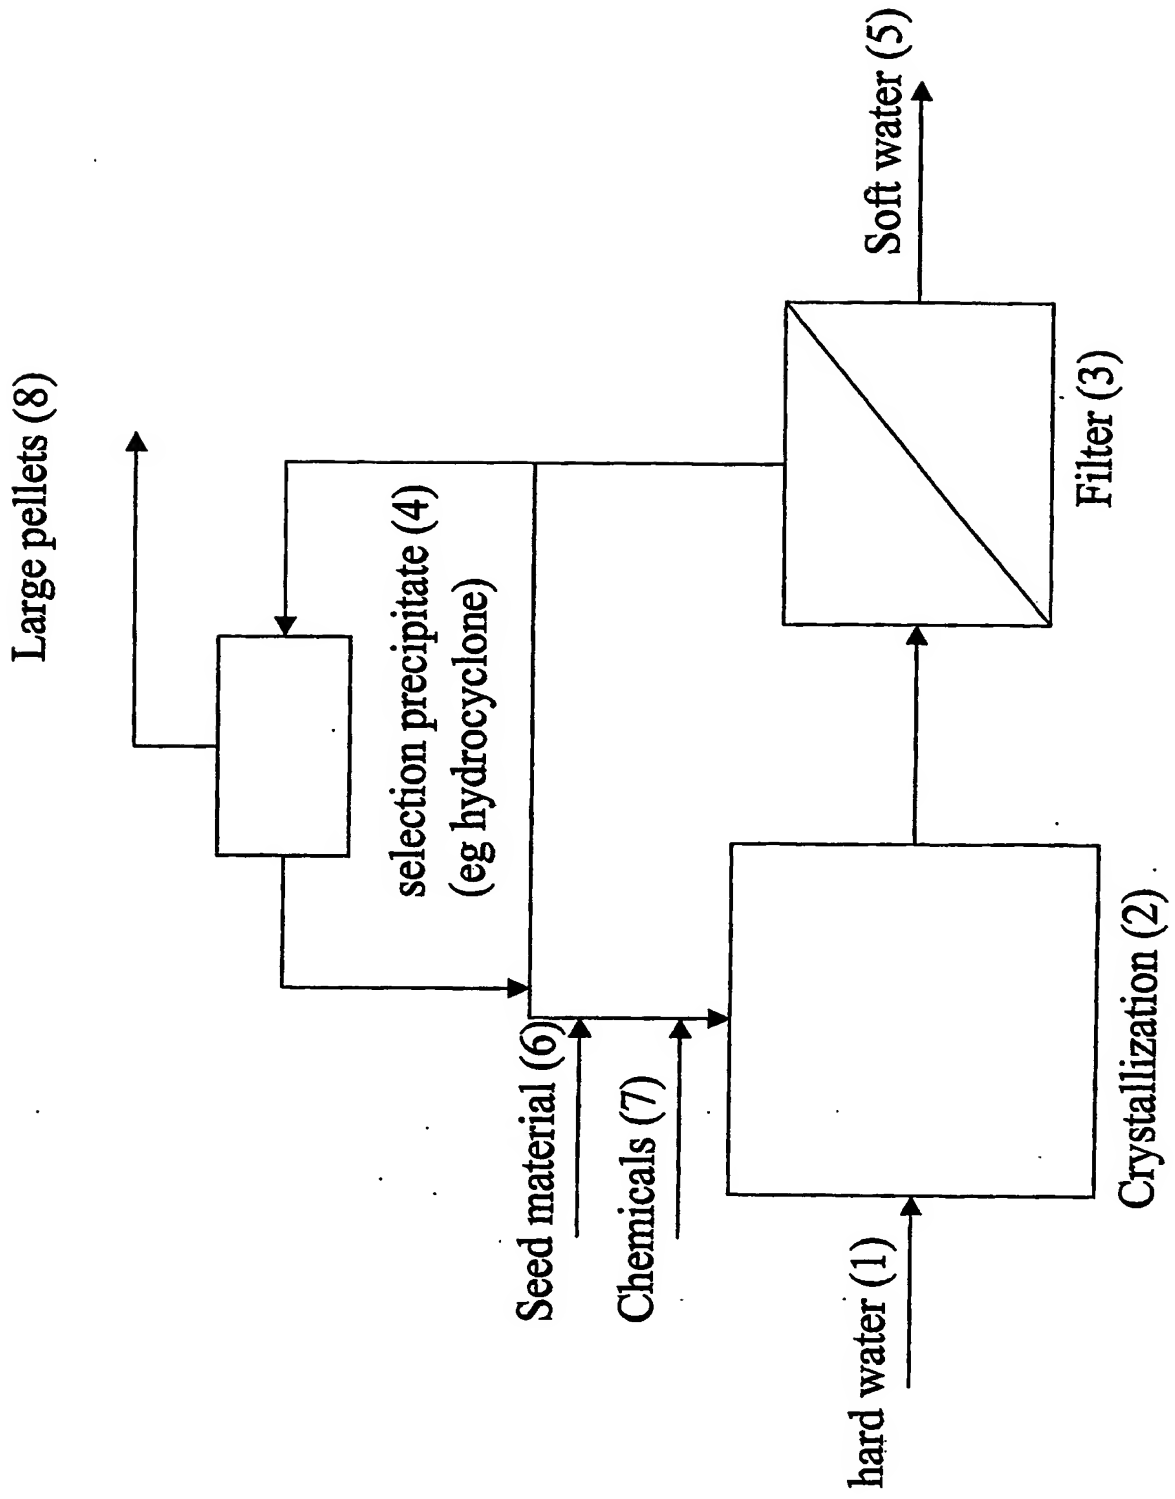 Large pellets (8)
selection precipitate (4)
(eg hydrocyclone)
Seed material (6)
Chemicals (7)
hard water (1)
Crystallization (2)
Filter (3)
Soft water (5)